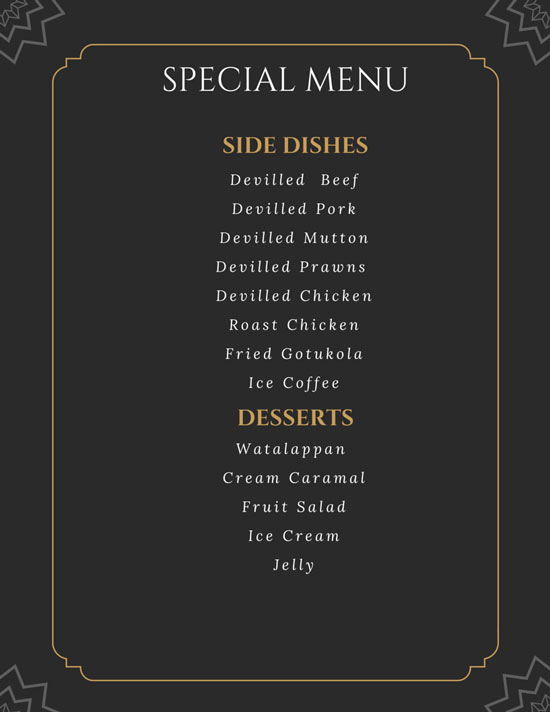 SPECIAL MENU
SIDE DISHES
Devilled Beef
Devilled Pork
Devilled Mutton
Devilled Prawns
Devilled Chicken
Roast Chicken
Fried Gotukola
Ice Coffee
DESSERTS
Watalappan
Cream Caramal
Fruit Salad
Ice Cream
Jelly